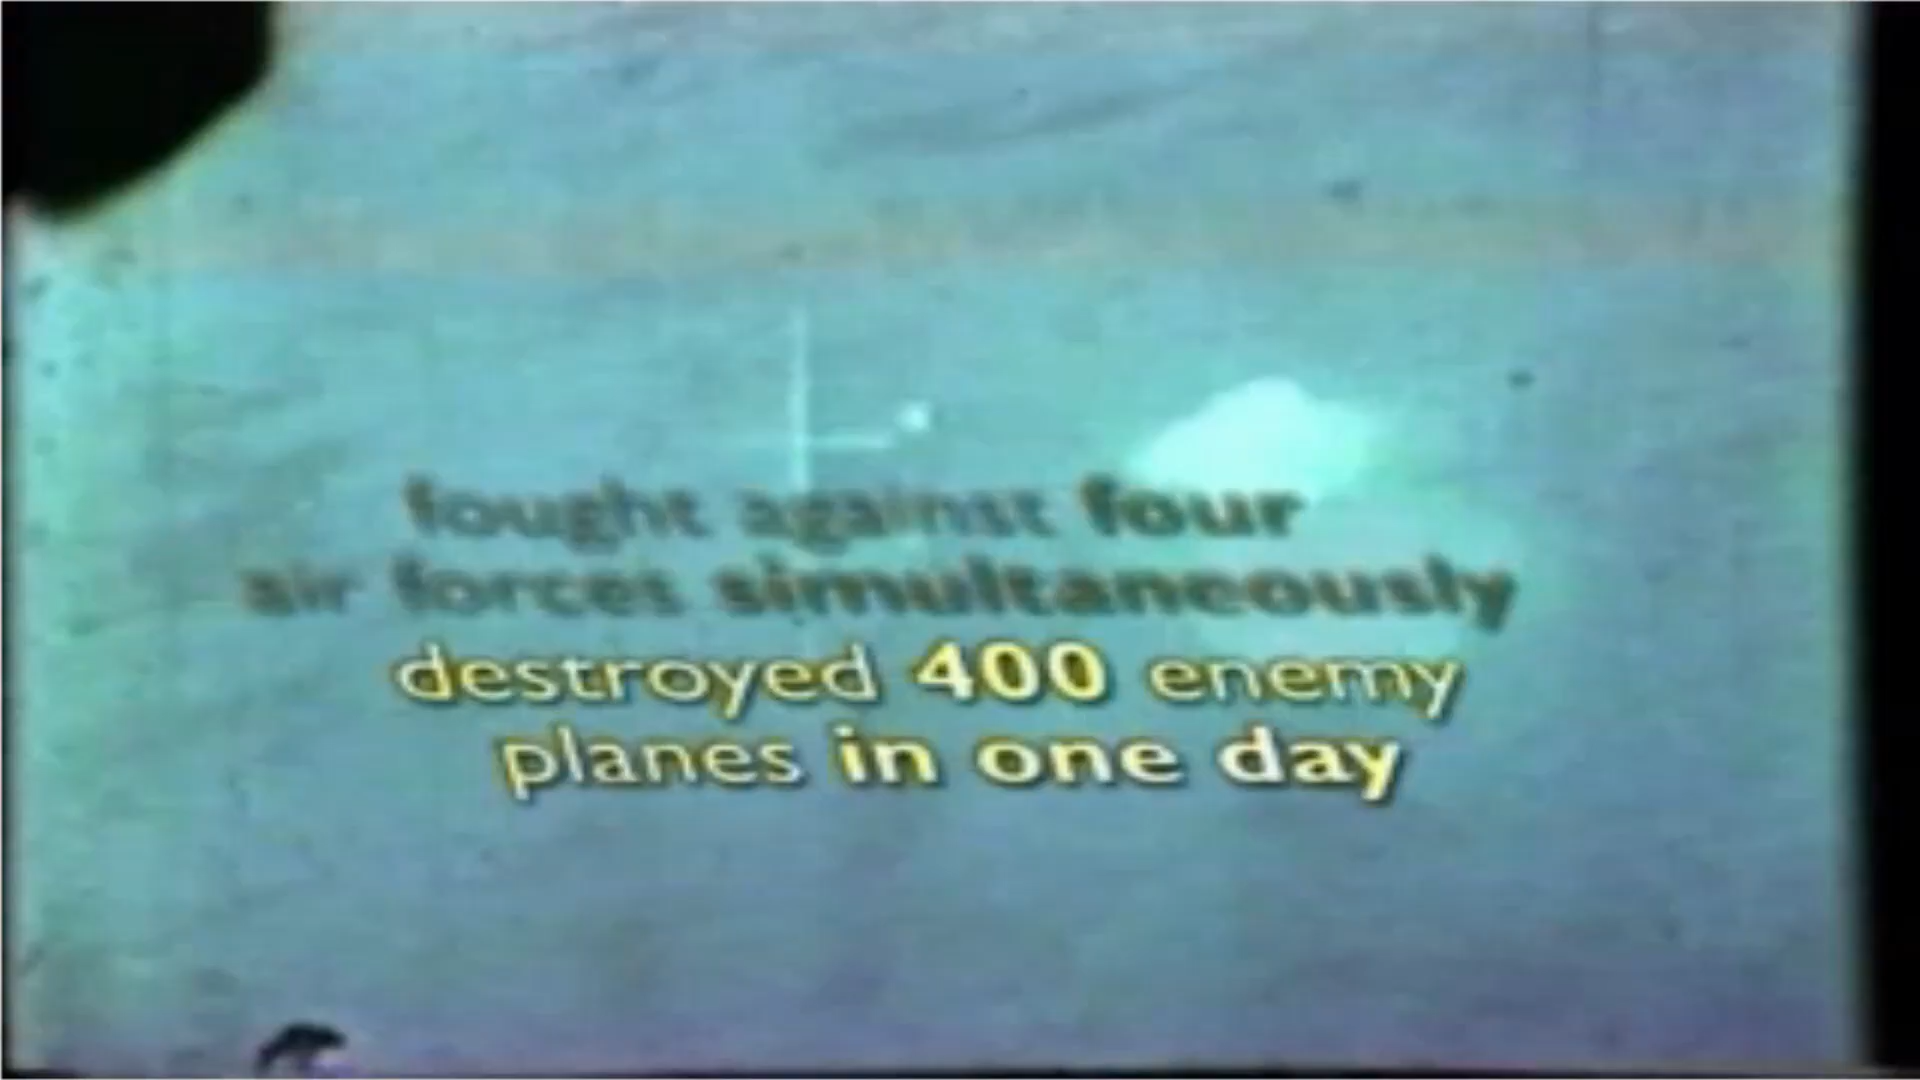 fought against four
air forces simultaneously
destroyed 400 enemy
planes in one day